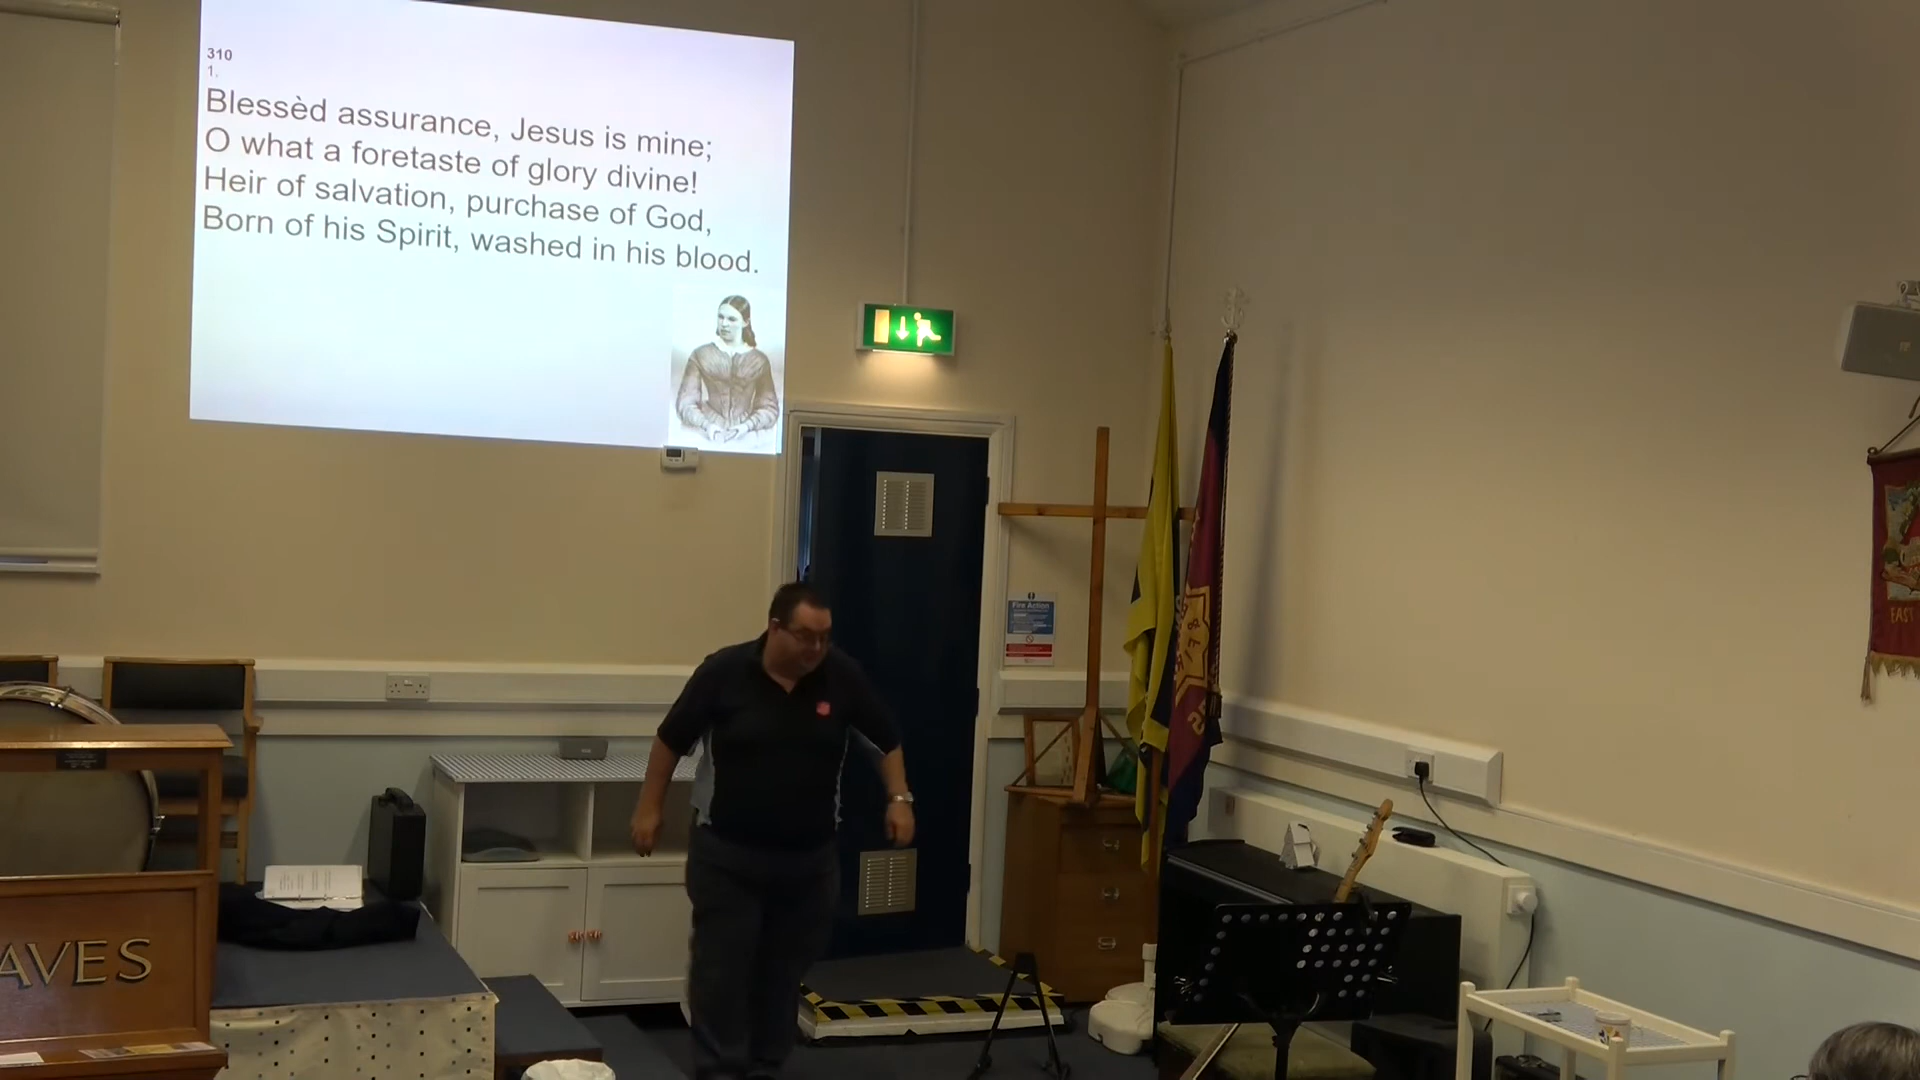 310
1.
Blessèd assurance, Jesus is mine;
O what a foretaste of glory divine!
Heir of salvation, purchase of God,
Born of his Spirit, washed in his blood.
Fire Action
AVES
EAST